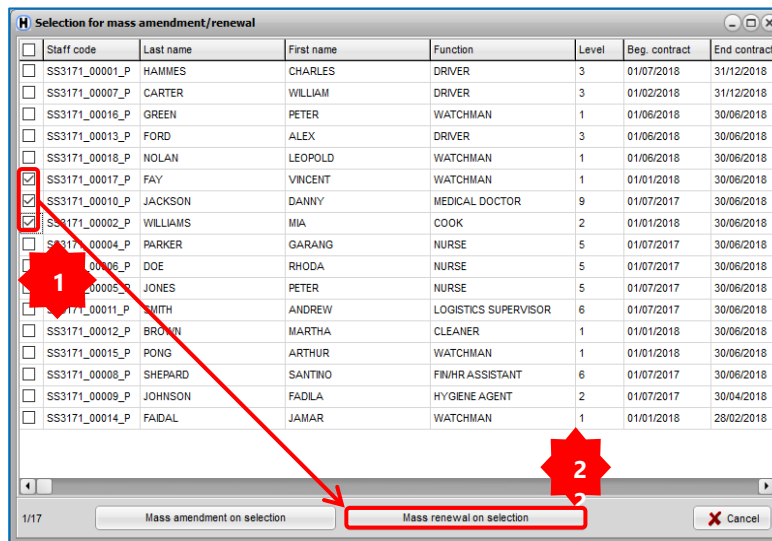 H Selection for mass amendment/renewal
Staff code Last name First name Function Level Beg. contract End contract
SS3171_00001_P HAMMES CHARLES DRIVER 3 01/07/2018 31/12/2018
SS3171_00007_P CARTER WILLIAM DRIVER 3 01/02/2018 31/12/2018
SS3171_00016_P GREEN PETER WATCHMAN 1 01/06/2018 30/06/2018
SS3171_00013_P FORD ALEX DRIVER 3 01/06/2018 30/06/2018
SS3171_00018_P NOLAN LEOPOLD WATCHMAN 1 01/06/2018 30/06/2018
SS3171_00017_P FAY VINCENT WATCHMAN 1 01/01/2018 30/06/2018
SS3171_00010_P JACKSON DANNY MEDICAL DOCTOR 9 01/07/2017 30/06/2018
SS3171_00002_P WILLIAMS MIA COOK 2 01/01/2018 30/06/2018
SS3171_00004_P PARKER GARANG NURSE 5 01/07/2017 30/06/2018
00006_P DOE RHODA NURSE 5 01/07/2017 30/06/2018
1
00005_P JONES PETER NURSE 5 01/07/2017 30/06/2018
00011_P SMITH ANDREW LOGISTICS SUPERVISOR 6 01/07/2017 30/06/2018
SS3171_00012_P BROWN MARTHA CLEANER 1 01/01/2018 30/06/2018
SS3171_00015_P PONG ARTHUR WATCHMAN 1 01/01/2018 30/06/2018
SS3171_00008_P SHEPARD SANTINO FIN/HR ASSISTANT 6 01/07/2017 30/06/2018
SS3171_00009_P JOHNSON FADILA HYGIENE AGENT 2 01/07/2017 30/04/2018
SS3171_00014_P FAIDAL JAMAR WATCHMAN 1 01/01/2018 28/02/2018
2
1/17 Mass amendment on selection Mass renewal on selection Cancel